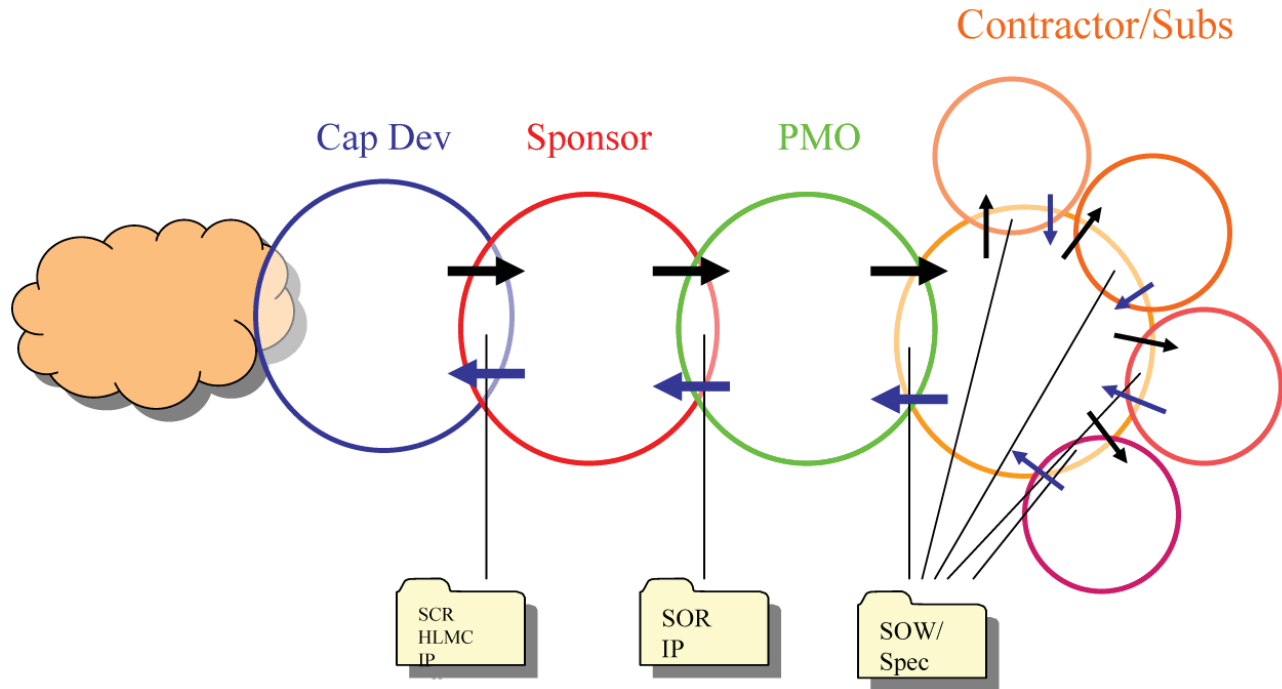 Contractor/Subs
Cap Dev
Sponsor
PMO
SCR
HLMC
IP
SOR
IP
SOW/
Spec